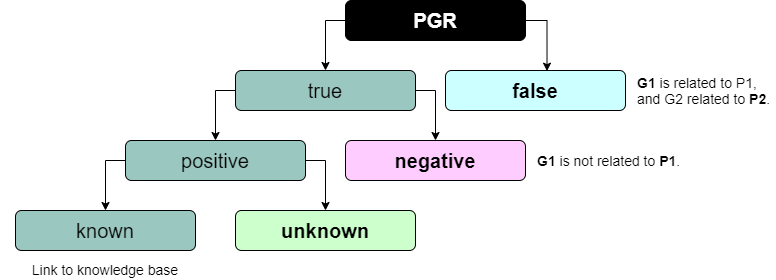 PGR
true
false
G1 is related to P1,
and G2 related to P2.
positive
negative
G1 is not related to P1.
known
unknown
Link to knowledge base